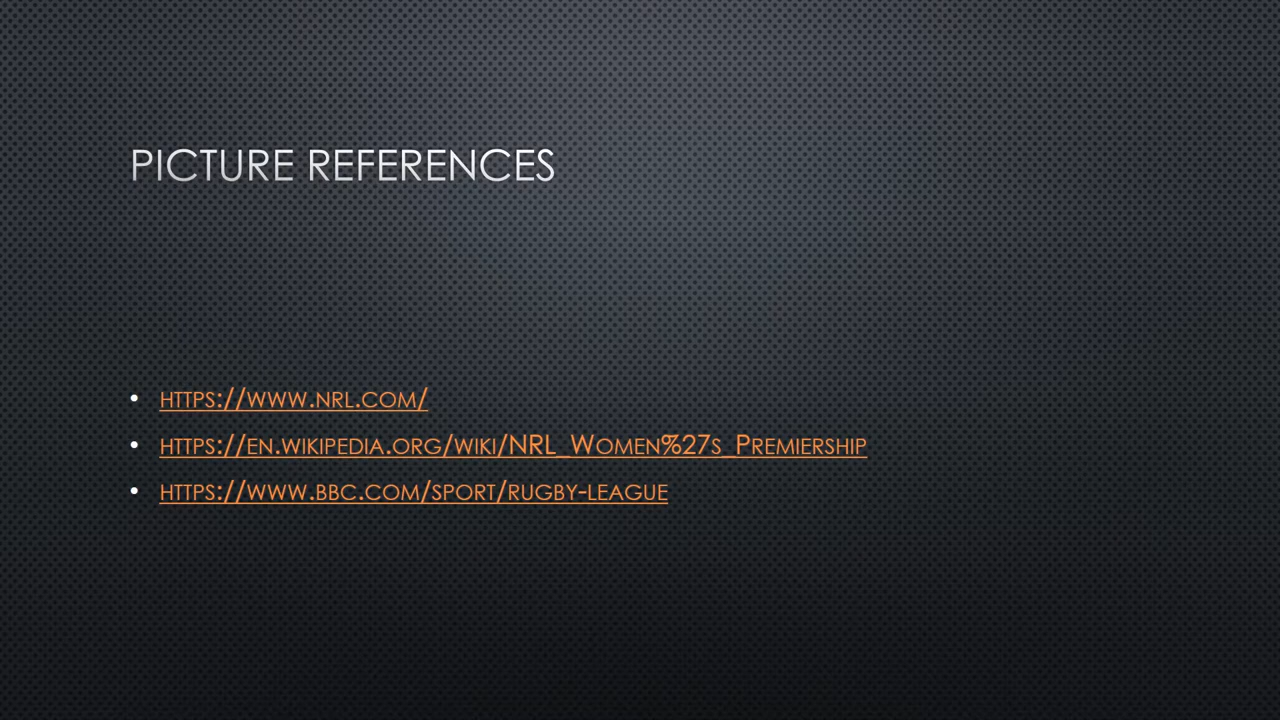 PICTURE REFERENCES
• https://www.nrl.com/
• https://en.wikipedia.org/wiki/NRL_Women%27s_Premiership
• https://www.bbc.com/sport/rugby-league